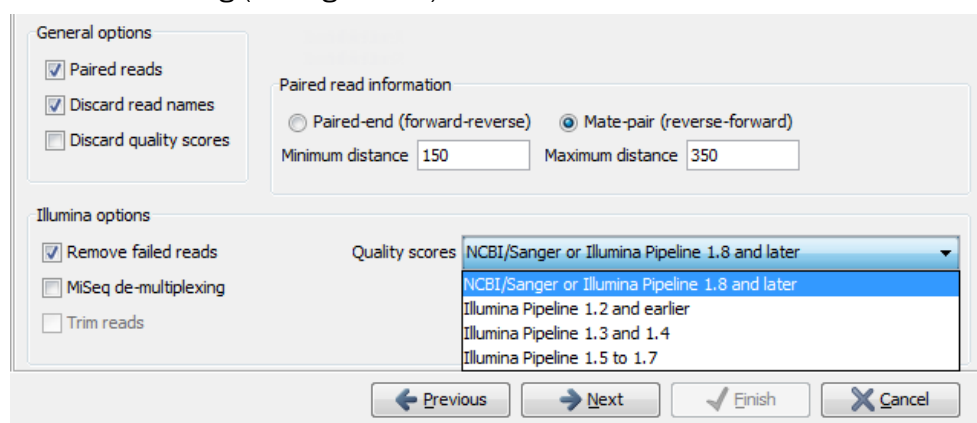 General options
Paired reads
Discard read names
Discard quality scores
Paired read information
Paired-end (forward-reverse) Mate-pair (reverse-forward)
Minimum distance 150 Maximum distance 350
Illumina options
Remove failed reads
MiSeq de-multiplexing
Trim reads
Quality scores NCBI/Sanger or Illumina Pipeline 1.8 and later
NCBI/Sanger or Illumina Pipeline 1.8 and later
Illumina Pipeline 1.2 and earlier
Illumina Pipeline 1.3 and 1.4
Illumina Pipeline 1.5 to 1.7
Previous Next Finish Cancel